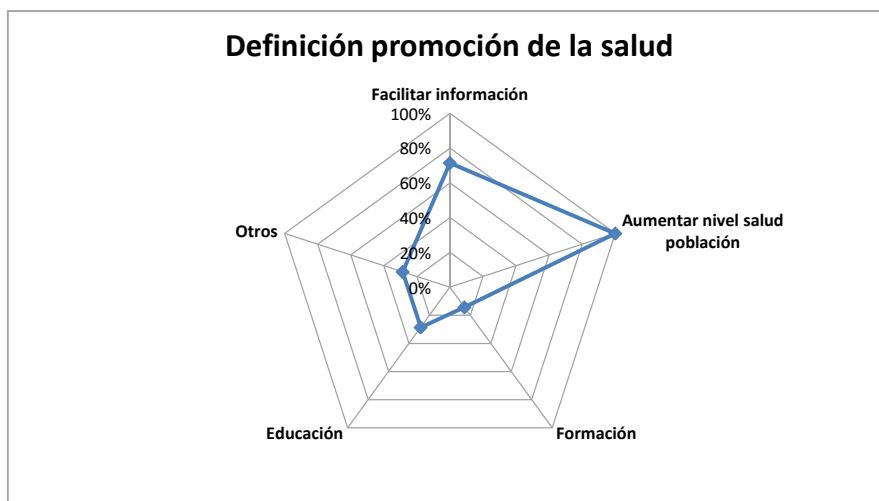 Definición promoción de la salud
Facilitar información
100%
80%
60%
40%
20%
0%
Aumentar nivel salud
población
Otros
Educación
Formación